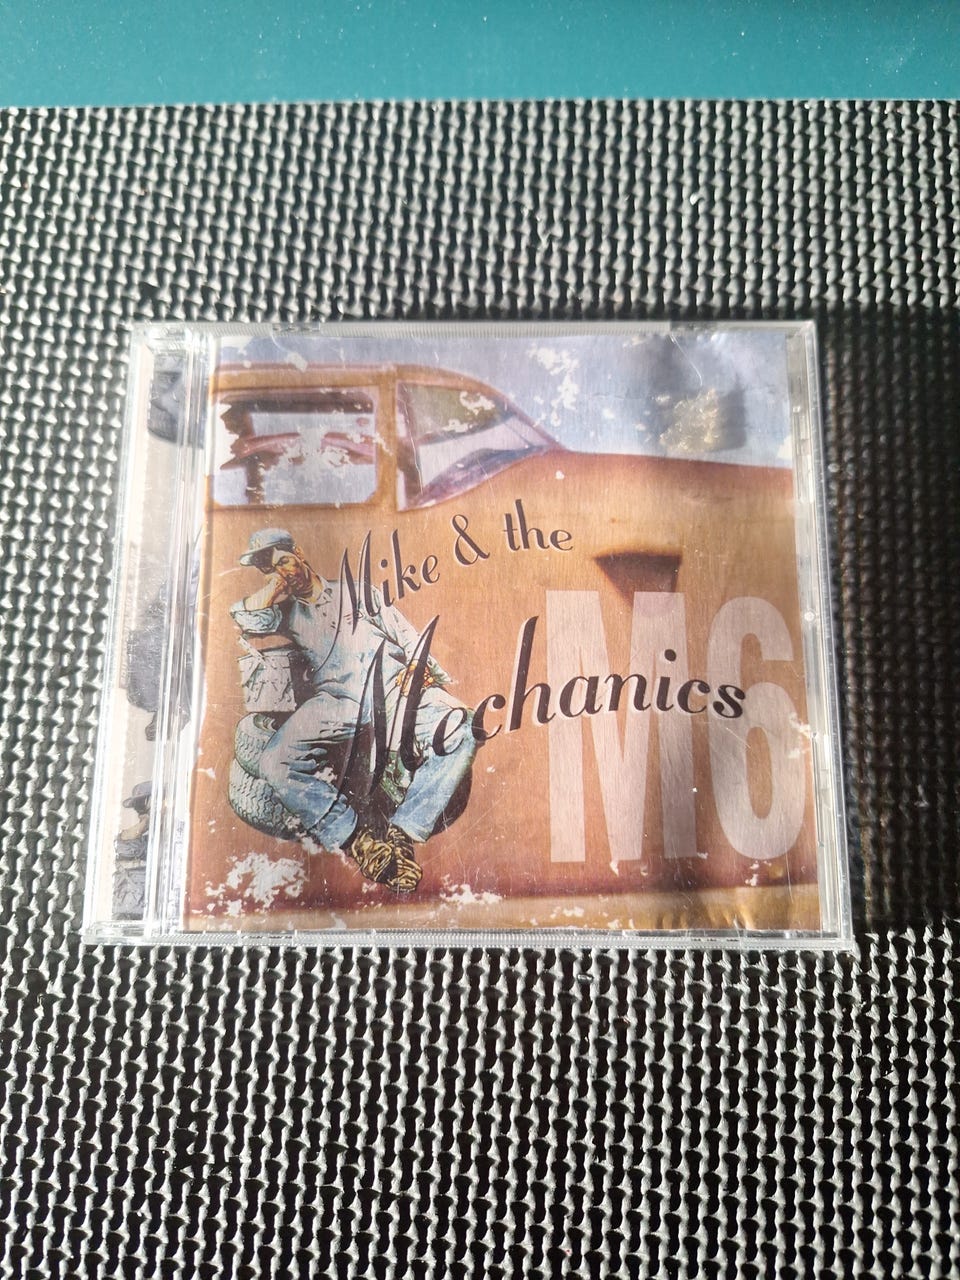 Mike & the
Mechanics
M6